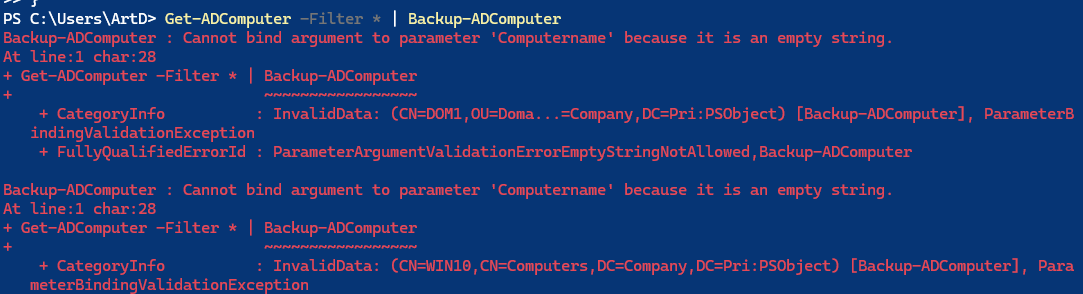 >> }
PS C:\Users\ArtD> Get-ADComputer -Filter * | Backup-ADComputer
Backup-ADComputer : Cannot bind argument to parameter 'Computername' because it is an empty string.
At line:1 char:28
+ Get-ADComputer -Filter * | Backup-ADComputer
+                            ~~~~~~~~~~~~~~~~~
    + CategoryInfo          : InvalidData: (CN=DOM1,OU=Doma...=Company,DC=Pri:PSObject) [Backup-ADComputer], ParameterB
   indingValidationException
    + FullyQualifiedErrorId : ParameterArgumentValidationErrorEmptyStringNotAllowed,Backup-ADComputer

Backup-ADComputer : Cannot bind argument to parameter 'Computername' because it is an empty string.
At line:1 char:28
+ Get-ADComputer -Filter * | Backup-ADComputer
+                            ~~~~~~~~~~~~~~~~~
    + CategoryInfo          : InvalidData: (CN=WIN10,CN=Computers,DC=Company,DC=Pri:PSObject) [Backup-ADComputer], Para
   meterBindingValidationException